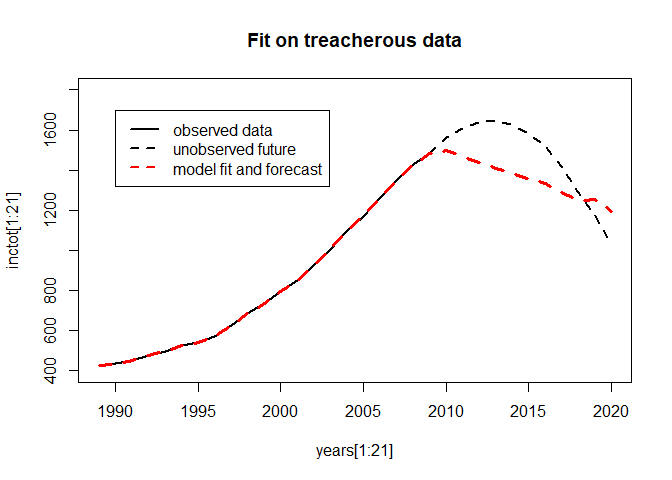 Fit on treacherous data
observed data
unobserved future
model fit and forecast
inctot[1:21]
1600
1200
800
600
400
1990 1995 2000 2005 2010 2015 2020
years[1:21]